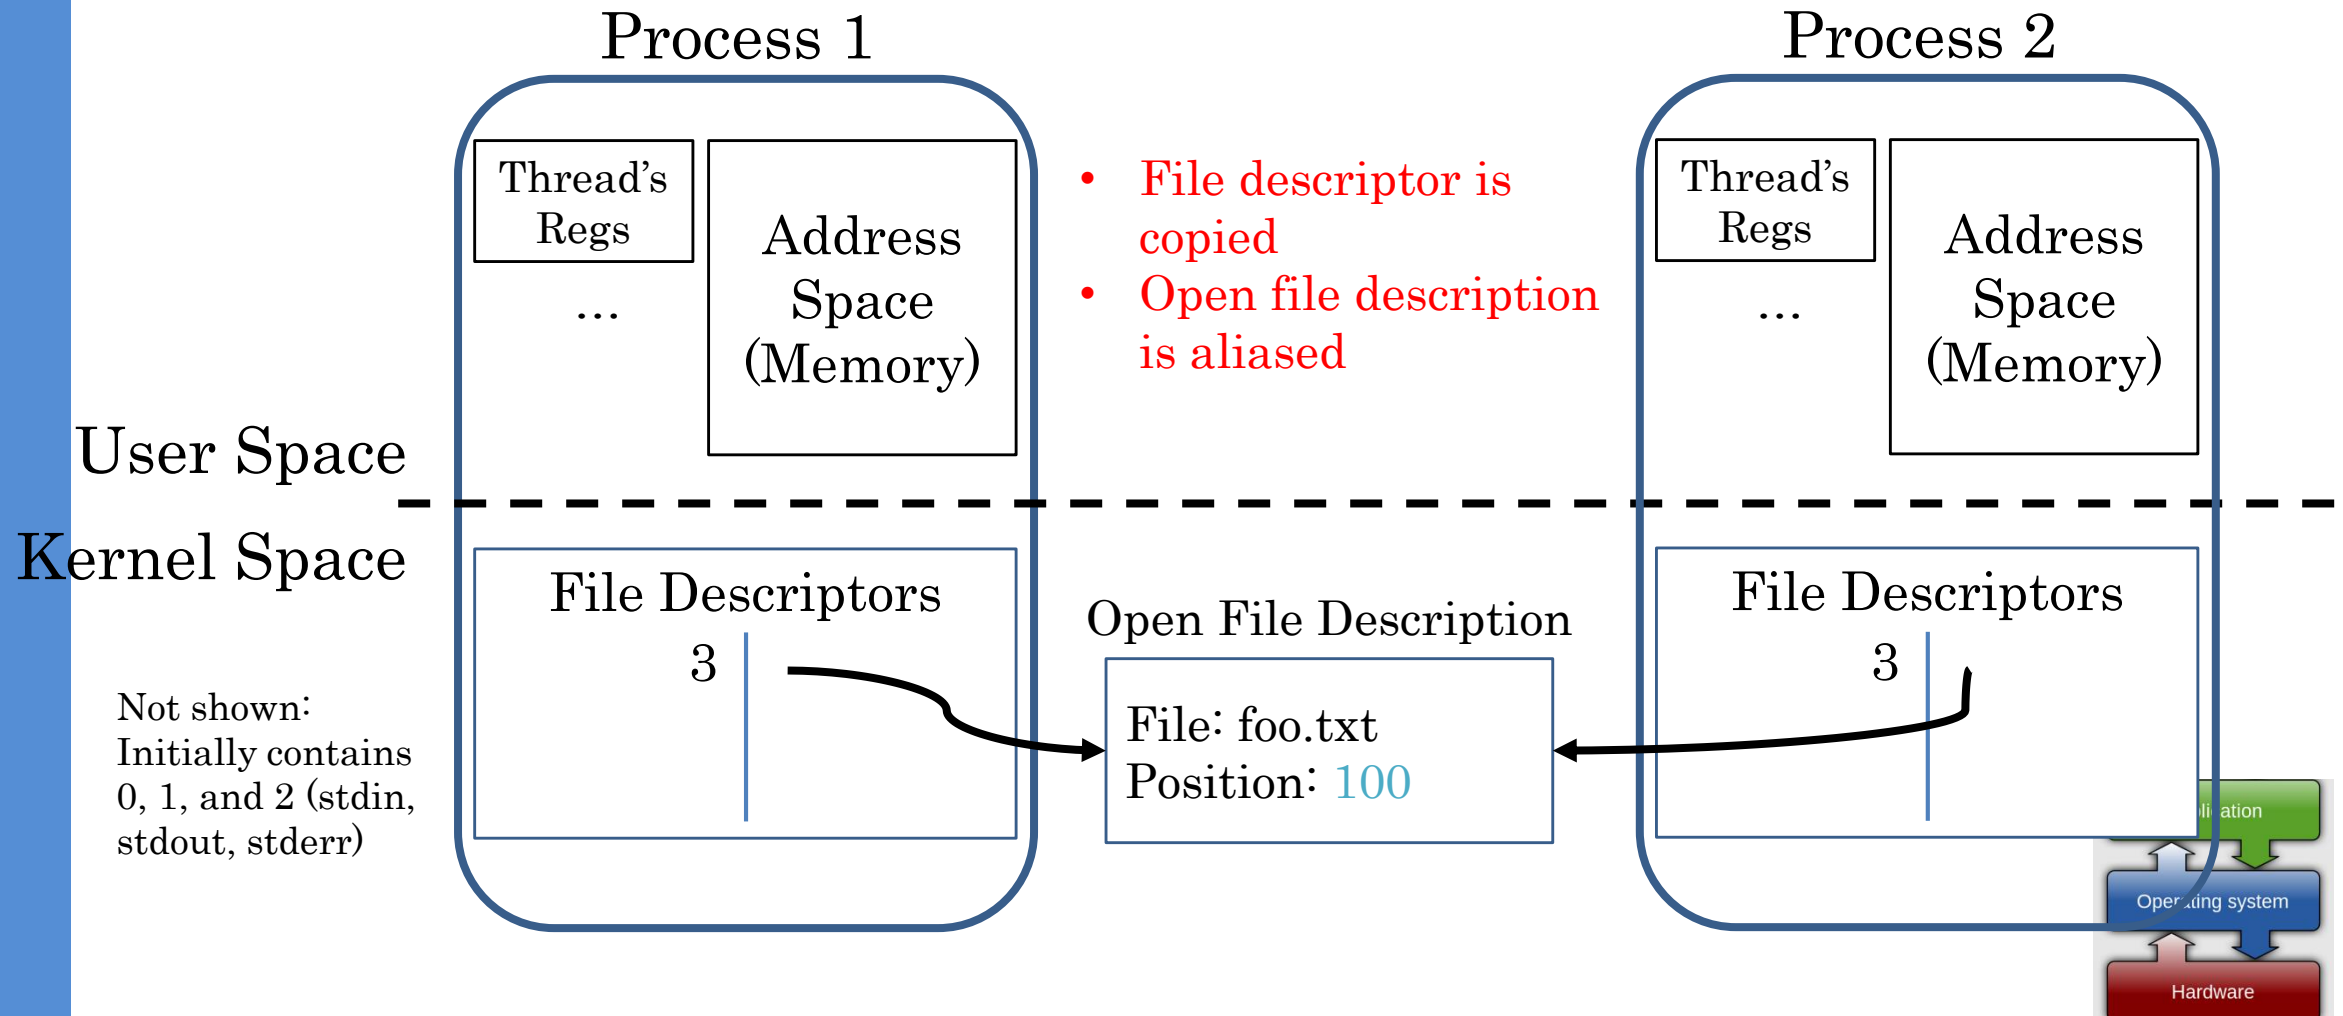 Process 1
Process 2
Thread's
Regs
...
Address
Space
(Memory)
• File descriptor is
copied
• Open file description
is aliased
Thread's
Regs
...
Address
Space
(Memory)
User Space
Kernel Space
File Descriptors
3
Open File Description
File: foo.txt
Position: 100
File Descriptors
3
Not shown:
Initially contains
0, 1, and 2 (stdin,
stdout, stderr)
Operating system
Hardware